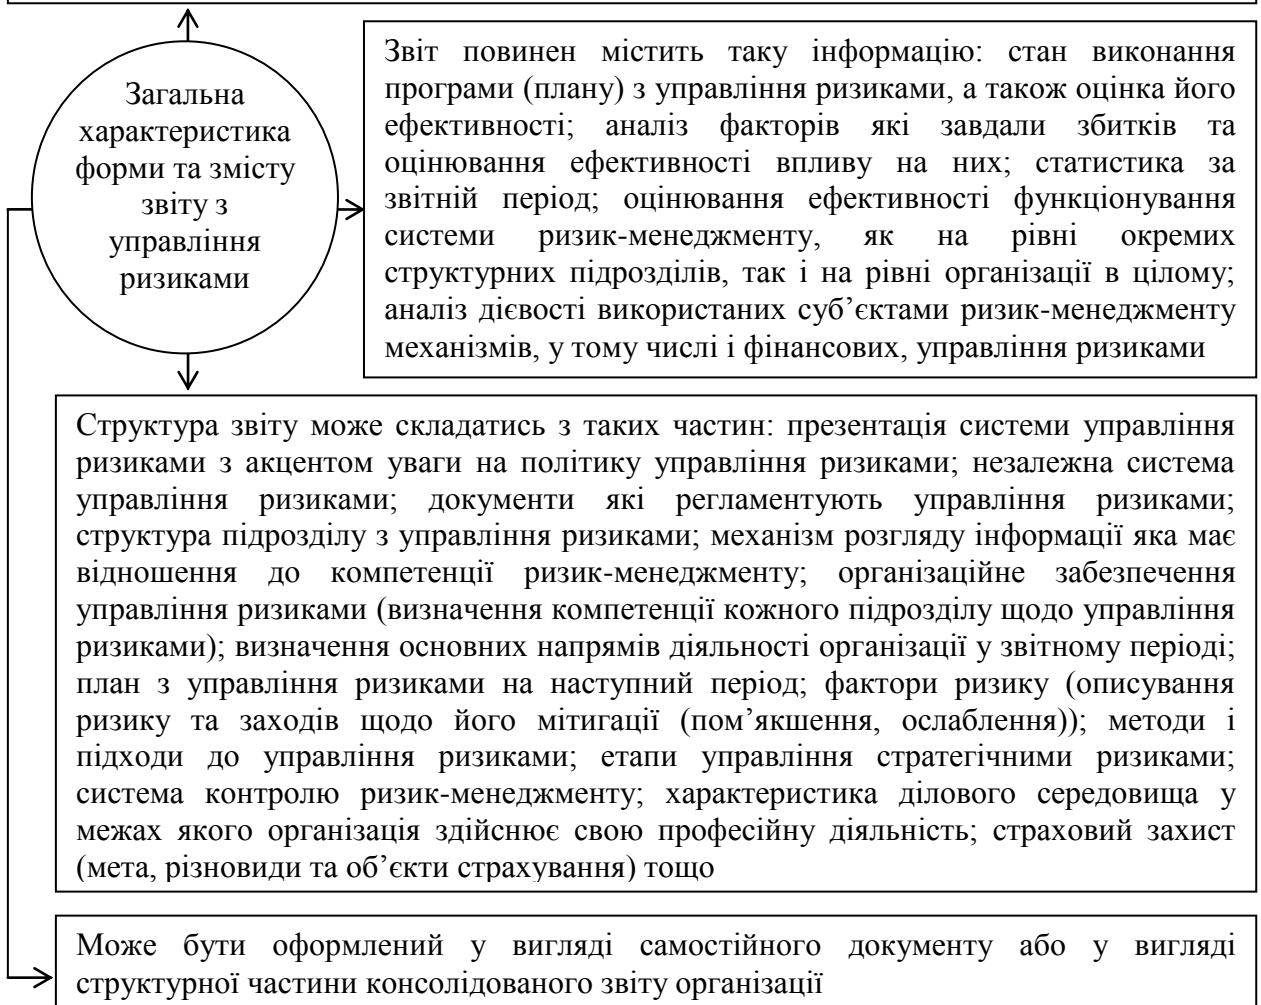 Загальна
характеристика
форми та змісту
звіту з
управління
ризиками
Звіт повинен містить таку інформацію: стан виконання
програми (плану) з управління ризиками, а також оцінка його
ефективності; аналіз факторів які завдали збитків та
оцінювання ефективності впливу на них; статистика за
звітній період; оцінювання ефективності функціонування
системи ризик-менеджменту, як на рівні окремих
структурних підрозділів, так і на рівні організації в цілому;
аналіз дієвості використаних суб’єктами ризик-менеджменту
механізмів, у тому числі і фінансових, управління ризиками
Структура звіту може складатись з таких частин: презентація системи управління
ризиками з акцентом уваги на політику управління ризиками; незалежна система
управління ризиками; документи які регламентують управління ризиками;
структура підрозділу з управління ризиками; механізм розгляду інформації яка має
відношення до компетенції ризик-менеджменту; організаційне забезпечення
управління ризиками (визначення компетенції кожного підрозділу щодо управління
ризиками); визначення основних напрямів діяльності організації у звітному періоді;
план з управління ризиками на наступний період; фактори ризику (описування
ризику та заходів щодо його мітигації (пом’якшення, ослаблення)); методи і
підходи до управління ризиками; етапи управління стратегічними ризиками;
система контролю ризик-менеджменту; характеристика ділового середовища у
межах якого організація здійснює свою професійну діяльність; страховий захист
(мета, різновиди та об’єкти страхування) тощо
Може бути оформлений у вигляді самостійного документу або у вигляді
структурної частини консолідованого звіту організації